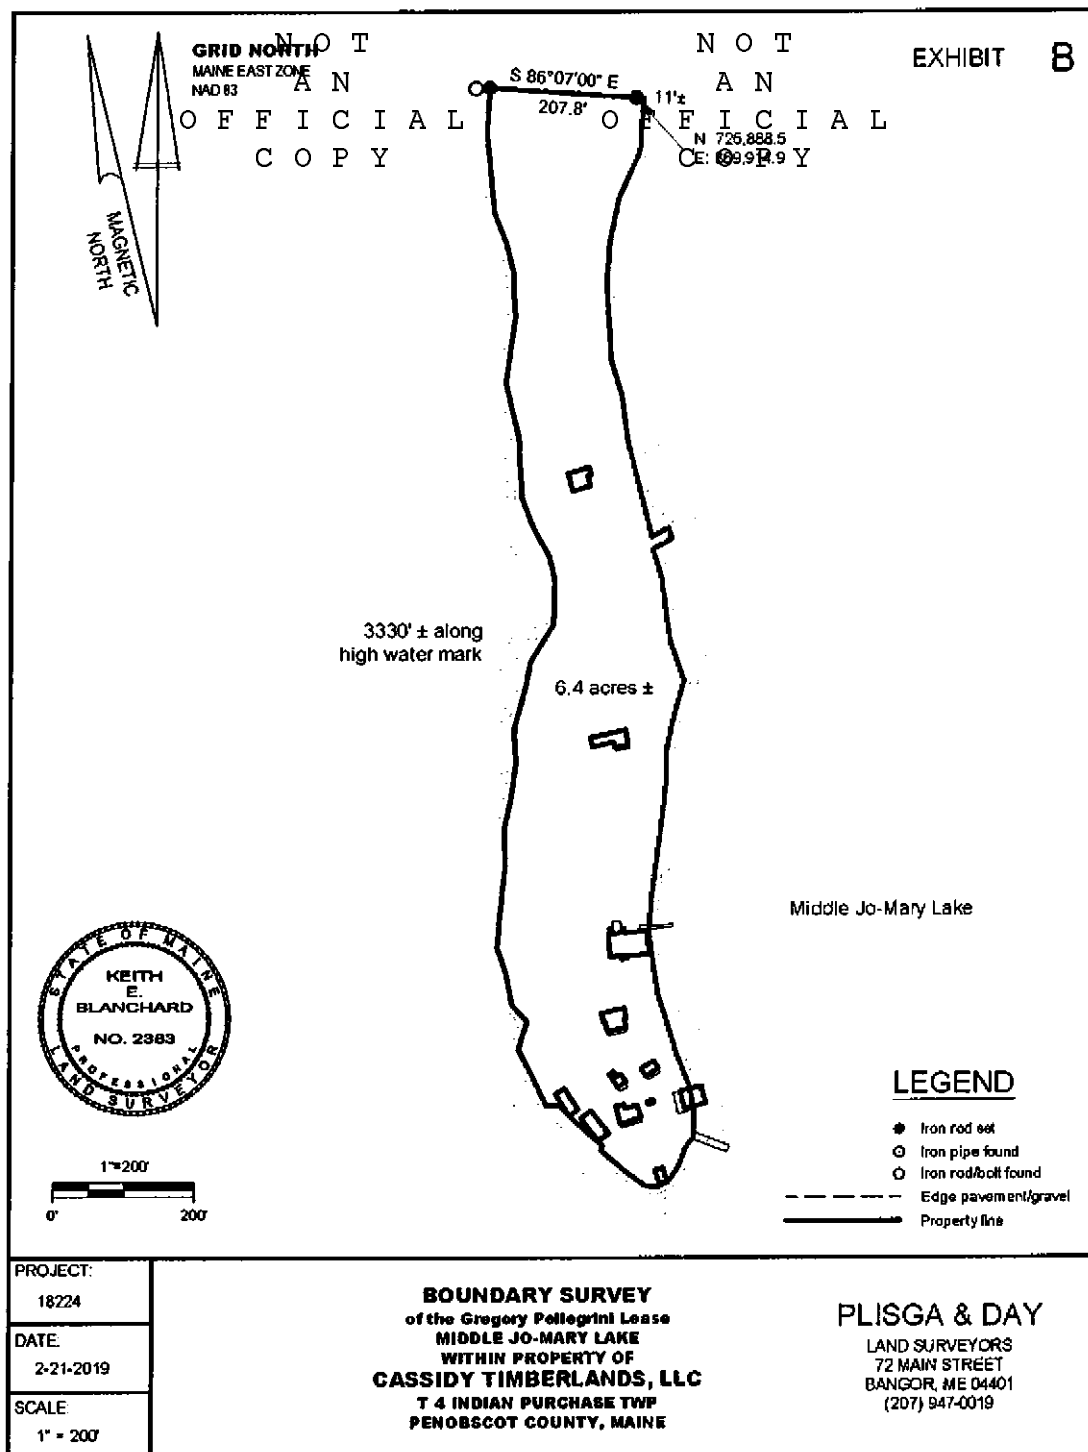 NOT
NOT
EXHIBIT B
GRID NORTH
MAINE EAST ZONE
NAD 83
AN
AN
S 86°07'00" E
207.8'
11'±
OFFICIAL
OFFICIAL
N 725,888.5
COPY
COPY
E:
MAGNETIC
NORTH
3330' ± along
high water mark
6.4 acres ±
Middle Jo-Mary Lake
STATE OF MAINE
KEITH
E.
BLANCHARD
NO. 2383
PROFESSIONAL
LAND SURVEYOR
1"=200'
0'
200'
LEGEND
Iron rod set
Iron pipe found
Iron rod/bolt found
Edge pavement/gravel
Property line
PROJECT:
18224
DATE:
2-21-2019
SCALE:
1" = 200'
BOUNDARY SURVEY
of the Gregory Pellegrini Lease
MIDDLE JO-MARY LAKE
WITHIN PROPERTY OF
CASSIDY TIMBERLANDS, LLC
T 4 INDIAN PURCHASE TWP
PENOBSCOT COUNTY, MAINE
PLISGA & DAY
LAND SURVEYORS
72 MAIN STREET
BANGOR, ME 04401
(207) 947-0019